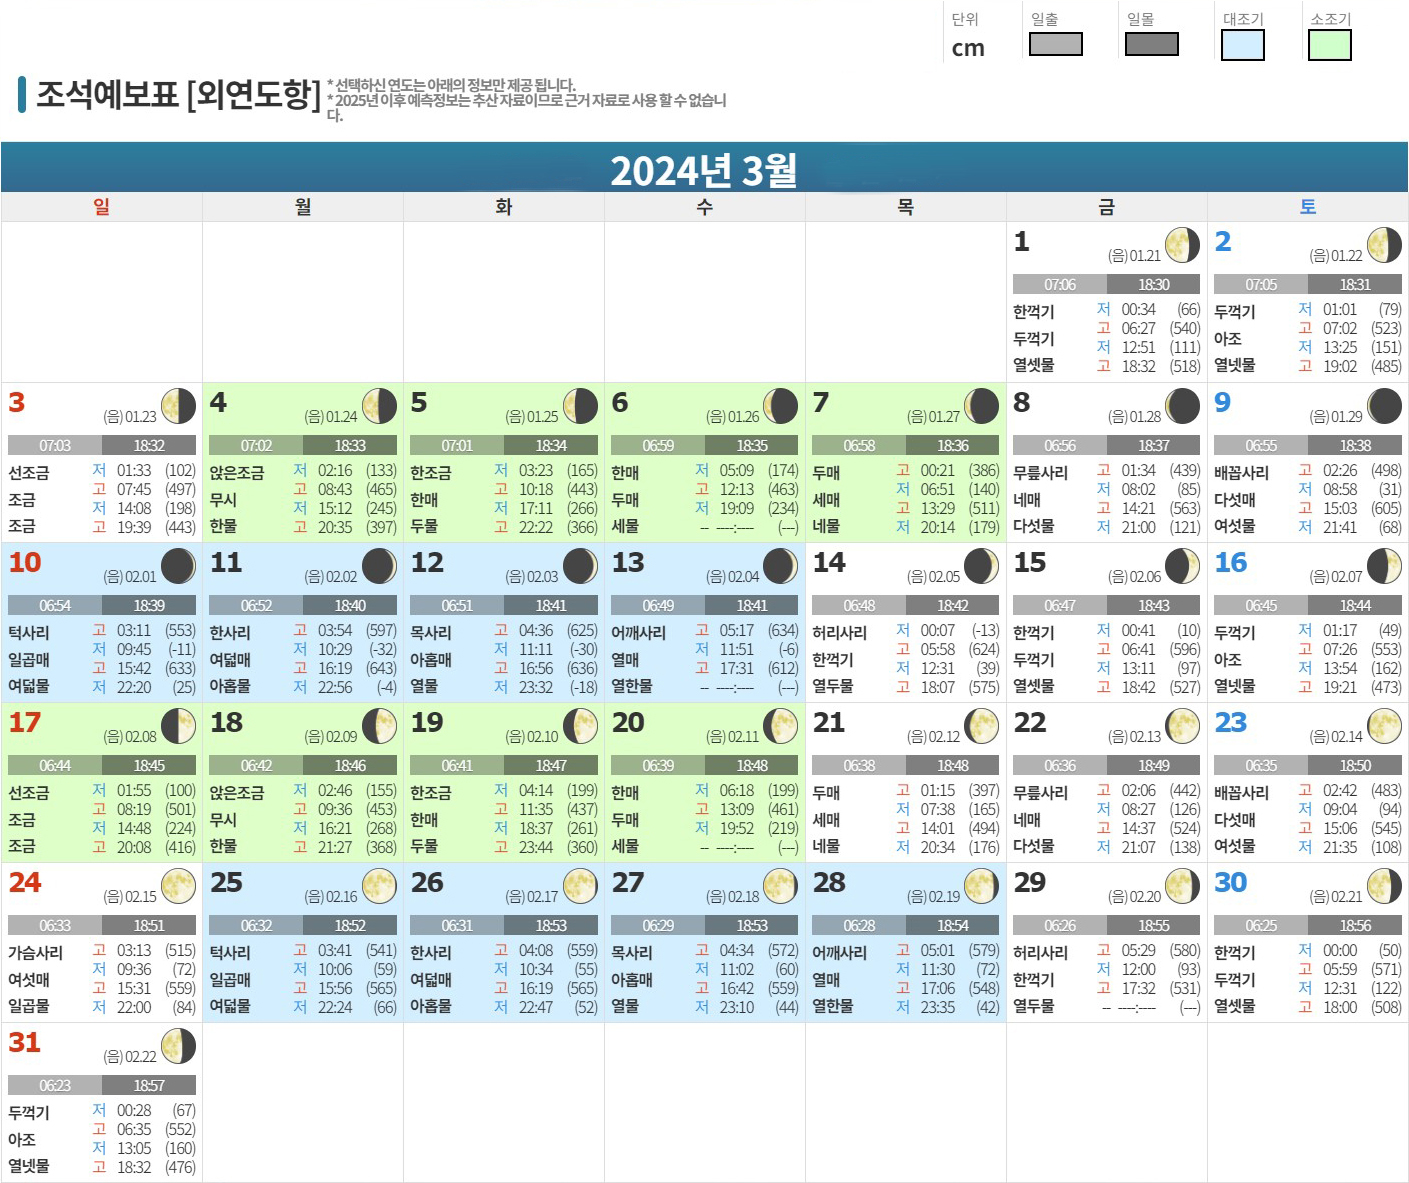 단위 일출 일몰 대조기 소조기
cm
조석예보표 [외연도항]
* 선택하신 연도는 아래의 정보만 제공 됩니다.
* 2025년 이후 예측정보는 추산 자료이므로 근거 자료로 사용 할 수 없습니
다.
2024년 3월
일 월 화 수 목 금 토
1 (음) 01.21
07:06 18:30
한꺽기
두꺽기
열셋물
저 00:34 (66)
고 06:27 (540)
저 12:51 (111)
고 18:32 (518)
2 (음) 01.22
07:05 18:31
두꺽기
아조
열넷물
저 01:01 (79)
고 07:02 (523)
저 13:25 (151)
고 19:02 (485)
3 (음) 01.23
07:03 18:32
선조금
조금
조금
저 01:33 (102)
고 07:45 (497)
저 14:08 (198)
고 19:39 (443)
4 (음) 01.24
07:02 18:33
앉은조금
무시
한물
저 02:16 (133)
고 08:43 (465)
저 15:12 (245)
고 20:35 (397)
5 (음) 01.25
07:01 18:34
한조금
한매
두물
저 03:23 (165)
고 10:18 (443)
저 17:11 (266)
고 22:22 (366)
6 (음) 01.26
06:59 18:35
한매
두매
세물
저 05:09 (174)
고 12:13 (463)
저 19:09 (234)
-- ----:---- (---)
7 (음) 01.27
06:58 18:36
두매
세매
네물
고 00:21 (386)
저 06:51 (140)
고 13:29 (511)
저 20:14 (179)
8 (음) 01.28
06:56 18:37
무릎사리
네매
다섯물
고 01:34 (439)
저 08:02 (85)
고 14:21 (563)
저 21:00 (121)
9 (음) 01.29
06:55 18:38
배꼽사리
다섯매
여섯물
고 02:26 (498)
저 08:58 (31)
고 15:03 (605)
저 21:41 (68)
10 (음) 02.01
06:54 18:39
턱사리
일곱매
여덟물
고 03:11 (553)
저 09:45 (-11)
고 15:42 (633)
저 22:20 (25)
11 (음) 02.02
06:52 18:40
한사리
여덟매
아홉물
고 03:54 (597)
저 10:29 (-32)
고 16:19 (643)
저 22:56 (-4)
12 (음) 02.03
06:51 18:41
목사리
아홉매
열물
고 04:36 (625)
저 11:11 (-30)
고 16:56 (636)
저 23:32 (-18)
13 (음) 02.04
06:49 18:41
어깨사리
열매
열한물
고 05:17 (634)
저 11:51 (-6)
고 17:31 (612)
-- ----:---- (---)
14 (음) 02.05
06:48 18:42
허리사리
한꺽기
열두물
저 00:07 (-13)
고 05:58 (624)
저 12:31 (39)
고 18:07 (575)
15 (음) 02.06
06:47 18:43
한꺽기
두꺽기
열셋물
저 00:41 (10)
고 06:41 (596)
저 13:11 (97)
고 18:42 (527)
16 (음) 02.07
06:45 18:44
두꺽기
아조
열넷물
저 01:17 (49)
고 07:26 (553)
저 13:54 (162)
고 19:21 (473)
17 (음) 02.08
06:44 18:45
선조금
조금
조금
저 01:55 (100)
고 08:19 (501)
저 14:48 (224)
고 20:08 (416)
18 (음) 02.09
06:42 18:46
앉은조금
무시
한물
저 02:46 (155)
고 09:36 (453)
저 16:21 (268)
고 21:27 (368)
19 (음) 02.10
06:41 18:47
한조금
한매
두물
저 04:14 (199)
고 11:35 (437)
저 18:37 (261)
고 23:44 (360)
20 (음) 02.11
06:39 18:48
한매
두매
세물
저 06:18 (199)
고 13:09 (461)
저 19:52 (219)
-- ----:---- (---)
21 (음) 02.12
06:38 18:48
두매
세매
네물
고 01:15 (397)
저 07:38 (165)
고 14:01 (494)
저 20:34 (176)
22 (음) 02.13
06:36 18:49
무릎사리
네매
다섯물
고 02:06 (442)
저 08:27 (126)
고 14:37 (524)
저 21:07 (138)
23 (음) 02.14
06:35 18:50
배꼽사리
다섯매
여섯물
고 02:42 (483)
저 09:04 (94)
고 15:06 (545)
저 21:35 (108)
24 (음) 02.15
06:33 18:51
가슴사리
여섯매
일곱물
고 03:13 (515)
저 09:36 (72)
고 15:31 (559)
저 22:00 (84)
25 (음) 02.16
06:32 18:52
턱사리
일곱매
여덟물
고 03:41 (541)
저 10:06 (59)
고 15:56 (565)
저 22:24 (66)
26 (음) 02.17
06:31 18:53
한사리
여덟매
아홉물
고 04:08 (559)
저 10:34 (55)
고 16:19 (565)
저 22:47 (52)
27 (음) 02.18
06:29 18:53
목사리
아홉매
열물
고 04:34 (572)
저 11:02 (60)
고 16:42 (559)
저 23:10 (44)
28 (음) 02.19
06:28 18:54
어깨사리
열매
열한물
고 05:01 (579)
저 11:30 (72)
고 17:06 (548)
저 23:35 (42)
29 (음) 02.20
06:26 18:55
허리사리
한꺽기
열두물
고 05:29 (580)
저 12:00 (93)
고 17:32 (531)
-- ----:---- (---)
30 (음) 02.21
06:25 18:56
한꺽기
두꺽기
열셋물
저 00:00 (50)
고 05:59 (571)
저 12:31 (122)
고 18:00 (508)
31 (음) 02.22
06:23 18:57
두꺽기
아조
열넷물
저 00:28 (67)
고 06:35 (552)
저 13:05 (160)
고 18:32 (476)